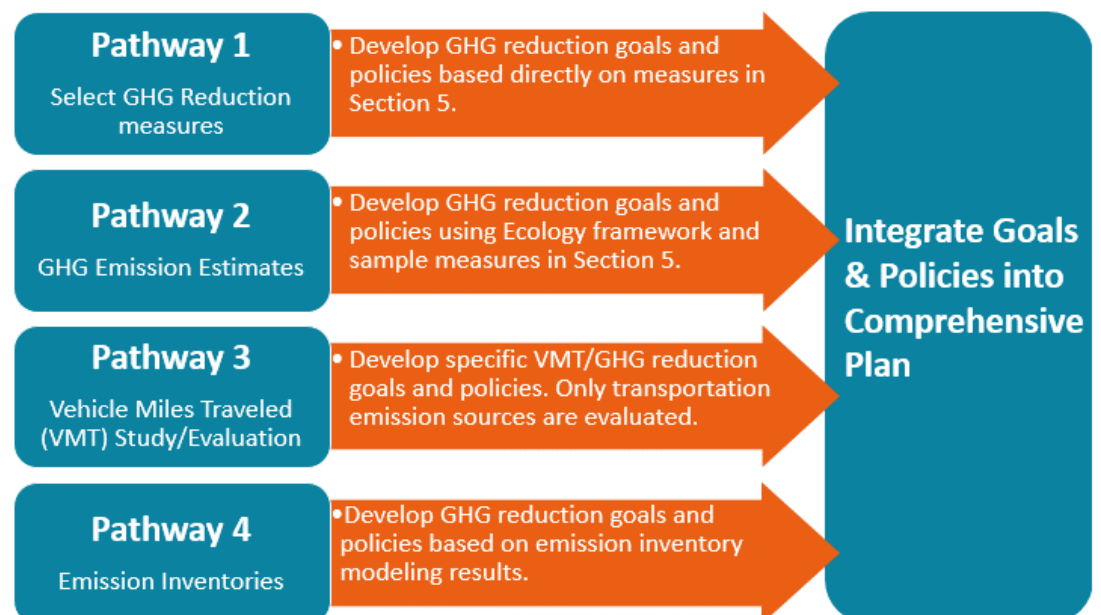 Pathway 1
Select GHG Reduction
measures
• Develop GHG reduction goals and
policies based directly on measures in
Section 5.
Pathway 2
GHG Emission Estimates
• Develop GHG reduction goals and
policies using Ecology framework and
sample measures in Section 5.
Pathway 3
Vehicle Miles Traveled
(VMT) Study/Evaluation
• Develop specific VMT/GHG reduction
goals and policies. Only transportation
emission sources are evaluated.
Pathway 4
Emission Inventories
•Develop GHG reduction goals and
policies based on emission inventory
modeling results.
Integrate Goals
& Policies into
Comprehensive
Plan